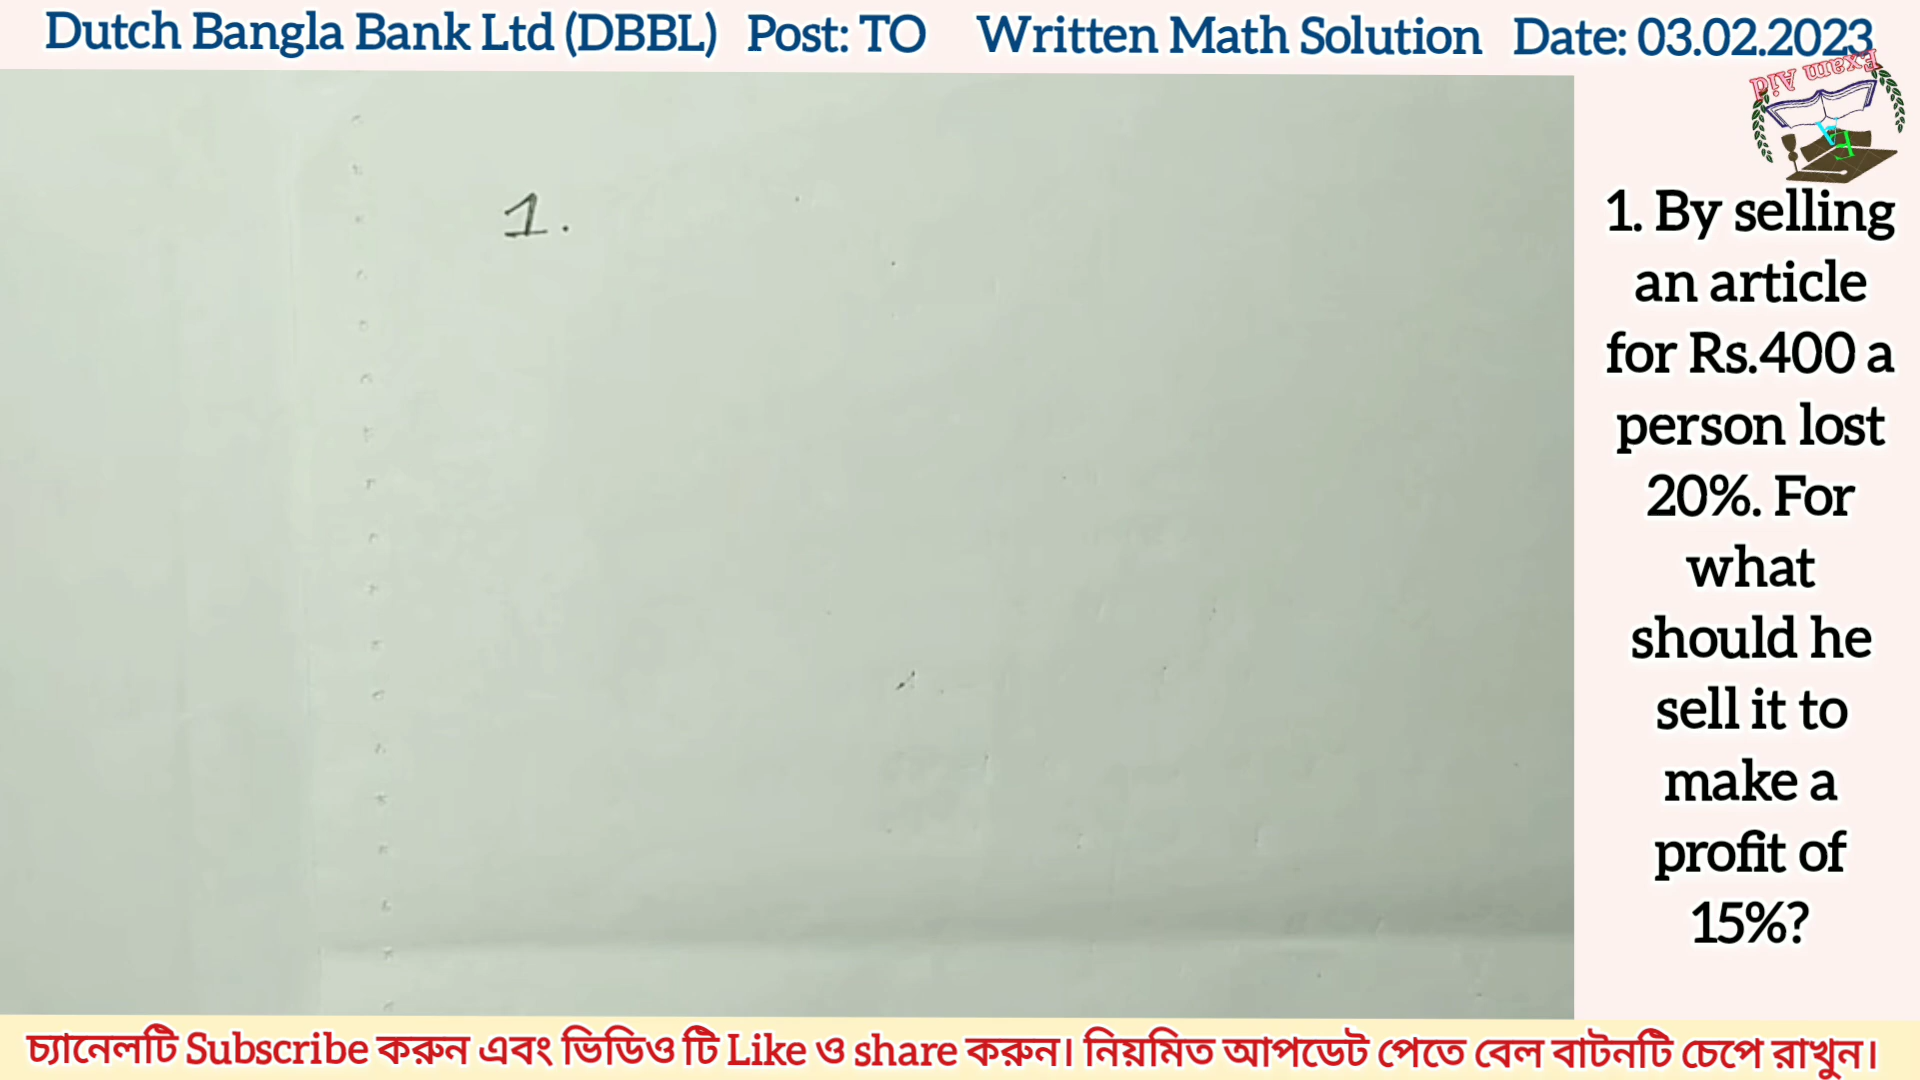 Dutch Bangla Bank Ltd (DBBL) Post: TO Written Math Solution Date: 03.02.2023
Exam Aid
1.
1. By selling
an article
for Rs.400 a
person lost
20%. For
what
should he
sell it to
make a
profit of
15%?
চ্যানেলটি Subscribe করুন এবং ভিডিও টি Like ও share করুন। নিয়মিত আপডেট পেতে বেল বাটনটি চেপে রাখুন।